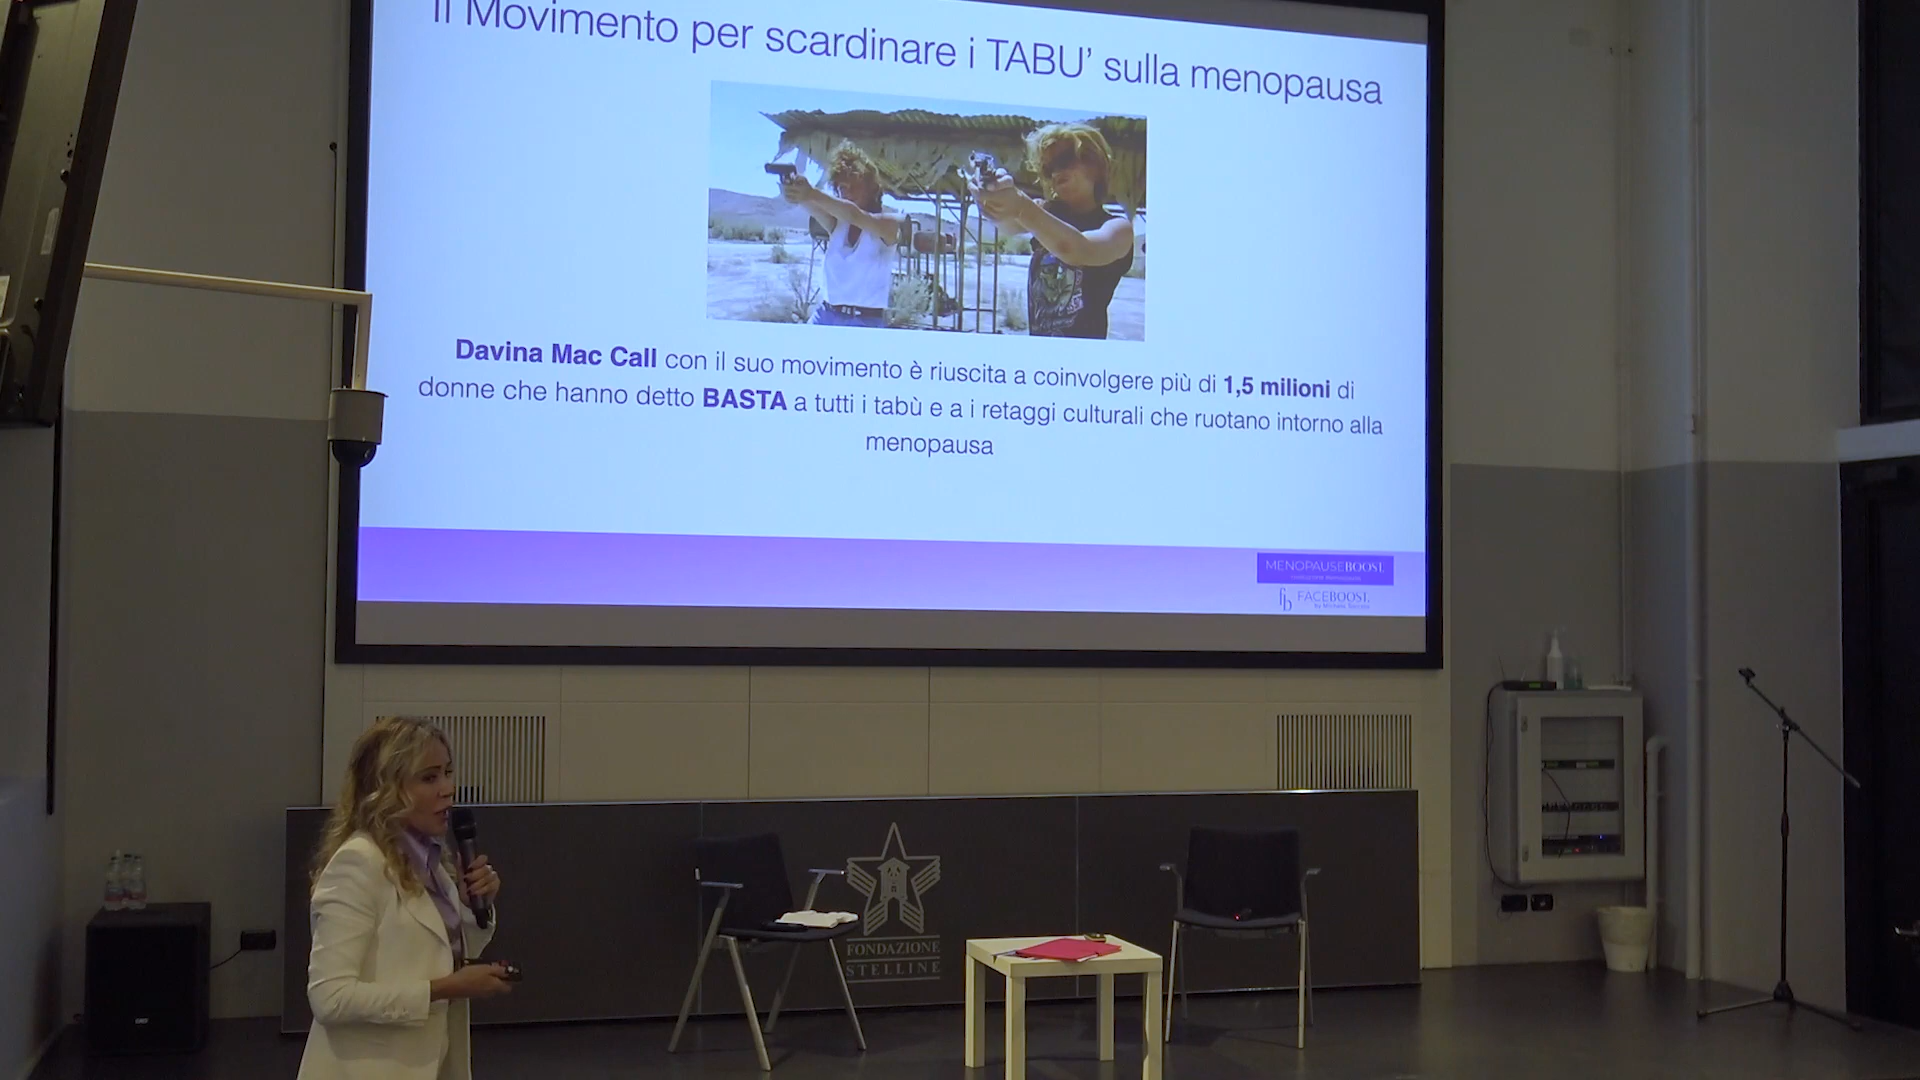 Il Movimento per scardinare i TABU' sulla menopausa
Davina Mac Call con il suo movimento è riuscita a coinvolgere più di 1,5 milioni di
donne che hanno detto BASTA a tutti i tabù e a i retaggi culturali che ruotano intorno alla
menopausa
MENOPAUSEBOOST
fb FACEBOOST
FONDAZIONE
STELLINE